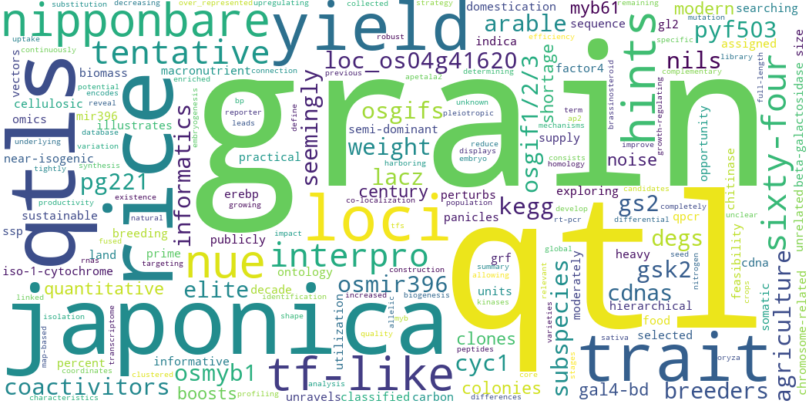 substitution decreasing upregulating
over_represented collected strategy
nipponbare yield domestication modern searching
tentative arable myb61 sequence gl2 mutation
uptake continuously macronutrient connection robust previous indica efficiency specific library
pyf503 assigned remaining size
vectors biomass potential encodes enriched
loc_os04g41620 factor4 nils complementary full-length
qtls rice grain hints
cellulosic mir396 reveal omics database illustrates
apetala2 determining unknown term ap2 pleiotropic mechanisms
osgifs semi-dominant weight lacz
bp reporter leads define
shortage supply osgif1/2/3 noise brassinosteroid growth-regulating
underlying variation near-isogenic tightly synthesis
informatics embryogenesis seemingly practical
reduce embryo displays harboring consists homology improve
opportunity sixty-four
pg221 productivity sustainable
erebp growing century perturbs exploring kegg
co-localization population candidates
existence natural ssp breeding land prime
publicly loci panicles rt-pcr develop completely
gs2 qpcr chitinase unrelated beta-galactosidase
fused targeting rnas iso-1-cytochrome
nue interpro impact tfs grf global differential unclear
degs cdna feasibility
quantitative elite decade ontology
construction summary allowing units heavy relevant
gsk2 seed nitrogen crops
linked japonica identification osmir396
increased allelic biogenesis kinases
hierarchical cdnas food somatic
isolation map-based transcriptome shape
utilization myb clones subspecies moderately varieties
qtl trait agriculture chromosome-related
percent coordinates informative clustered
tf-like quality peptides cyc1 stages selected
coactivitors osmyb1 colonies core gal4-bd breeders
characteristics boosts profiling analysis unravels classified carbon differences sativa oryza